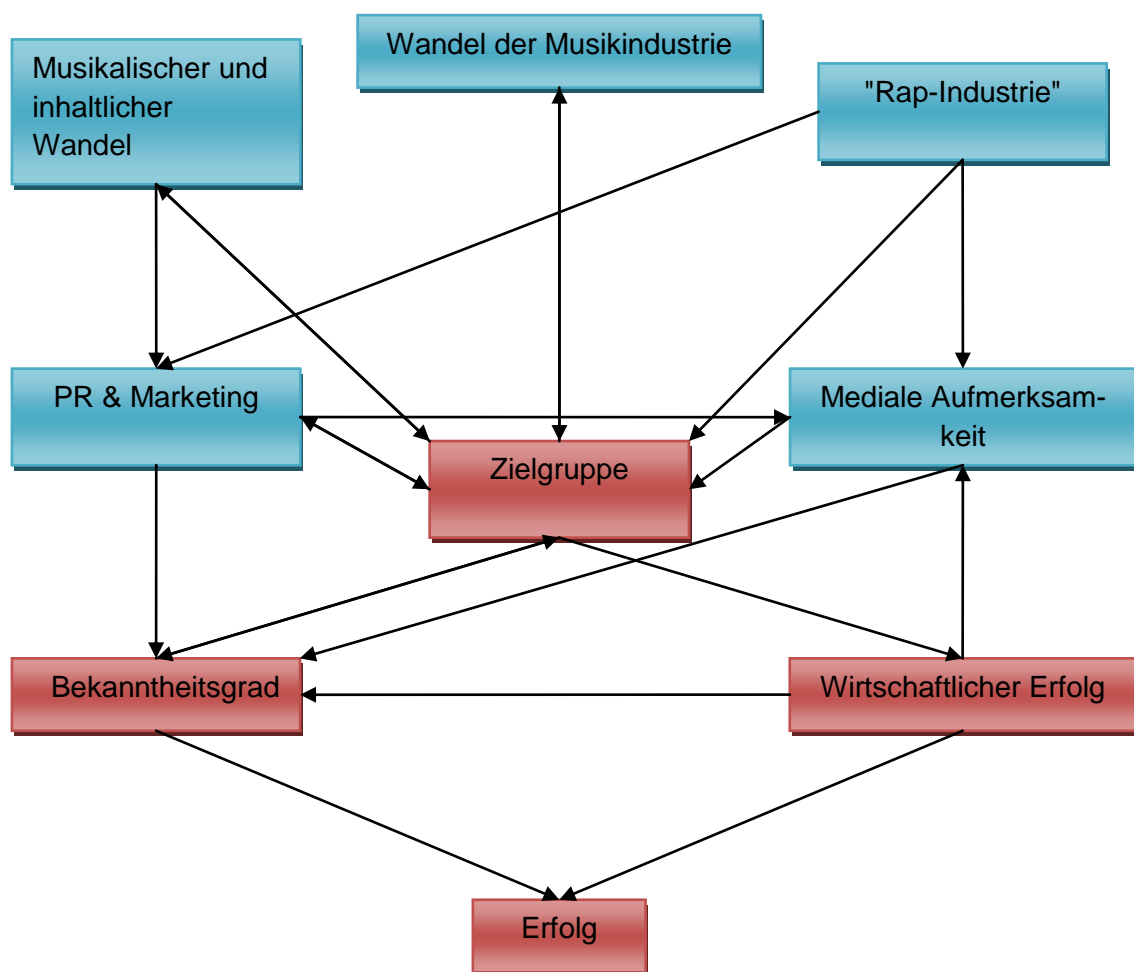 Wandel der Musikindustrie
Musikalischer und
inhaltlicher
Wandel
"Rap-Industrie"
PR & Marketing
Mediale Aufmerksam-
keit
Zielgruppe
Bekanntheitsgrad
Wirtschaftlicher Erfolg
Erfolg